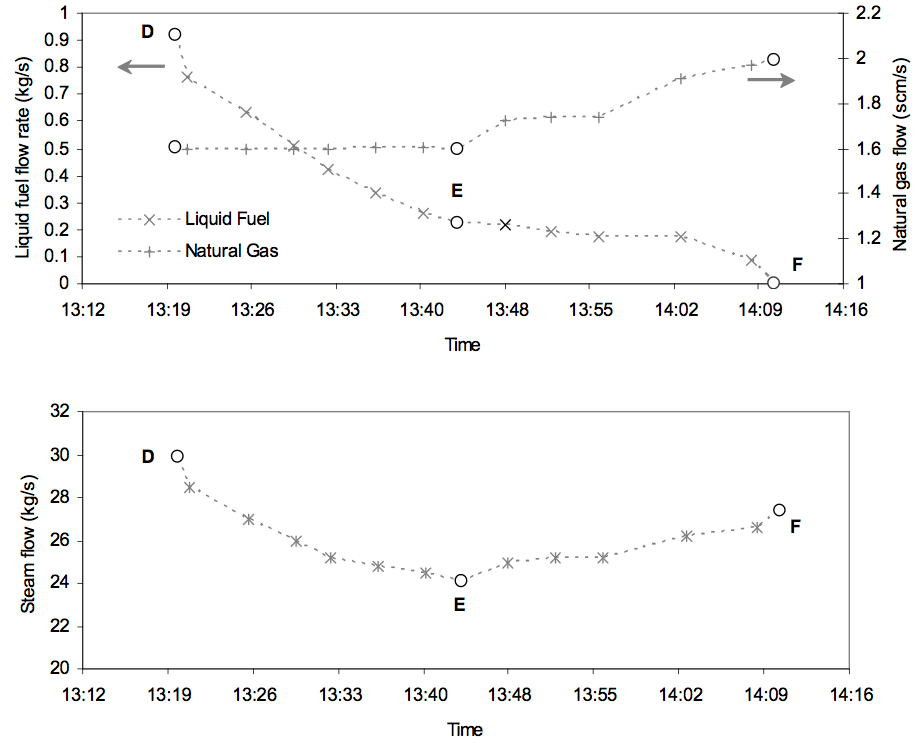 1 2.2
D
0.9
0.8 2
0.7
0.6 1.8
0.5 1.6
0.4 E
0.3 1.4
0.2 Liquid Fuel
0.1 Natural Gas 1.2
0 F 1
Liquid fuel flow rate (kg/s)
Natural gas flow (scm/s)
13:12 13:19 13:26 13:33 13:40 13:48 13:55 14:02 14:09 14:16
Time
32
30 D
28
26 F
24 E
22
20
Steam flow (kg/s)
13:12 13:19 13:26 13:33 13:40 13:48 13:55 14:02 14:09 14:16
Time